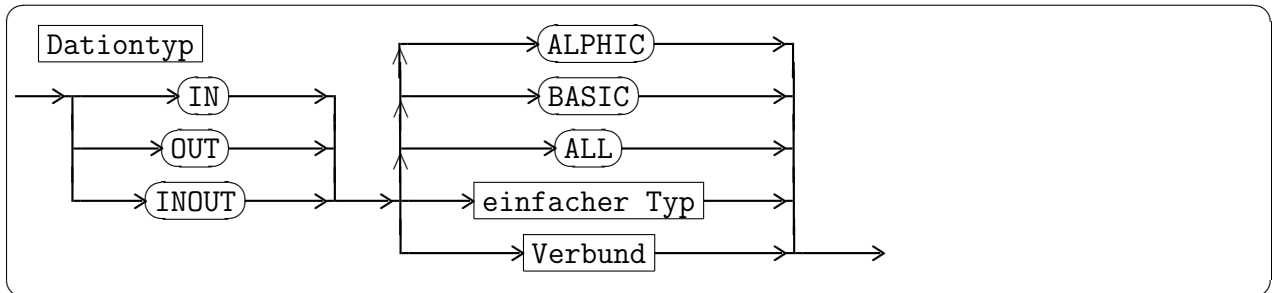 Dationtyp
ALPHIC
IN
BASIC
OUT
ALL
INOUT
einfacher Typ
Verbund